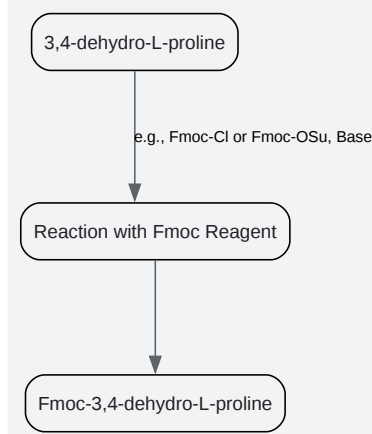 3,4-dehydro-L-proline
e.g., Fmoc-Cl or Fmoc-OSu, Base
Reaction with Fmoc Reagent
Fmoc-3,4-dehydro-L-proline